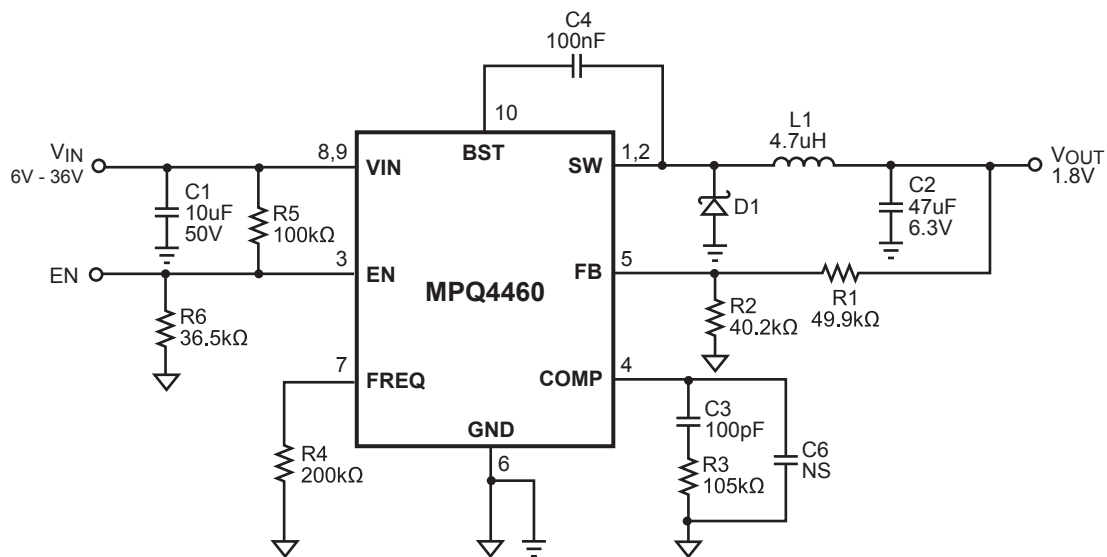 C4
100nF
10
L1
4.7uH
VIN
6V - 36V
8,9
VIN
BST
SW
1,2
VOUT
1.8V
C1
10uF
50V
R5
100kΩ
D1
C2
47uF
6.3V
EN
3
EN
MPQ4460
FB
5
R6
36.5kΩ
R2
40.2kΩ
R1
49.9kΩ
7
FREQ
COMP
4
GND
6
R4
200kΩ
C3
100pF
R3
105kΩ
C6
NS